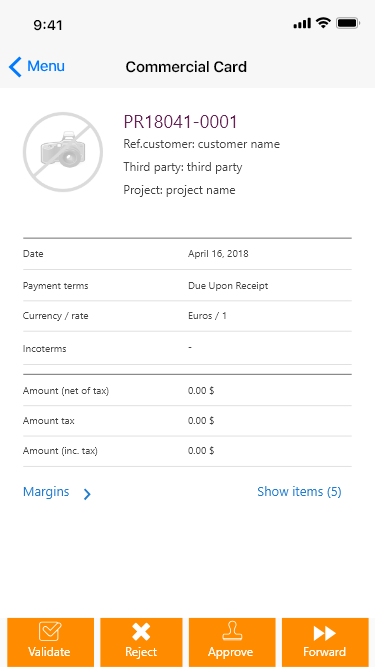 9:41
Menu
Commercial Card
PR18041-0001
Ref.customer: customer name
Third party: third party
Project: project name
Date April 16, 2018
Payment terms Due Upon Receipt
Currency / rate Euros / 1
Incoterms -
Amount (net of tax) 0.00 $
Amount tax 0.00 $
Amount (inc. tax) 0.00 $
Margins Show items (5)
Validate Reject Approve Forward